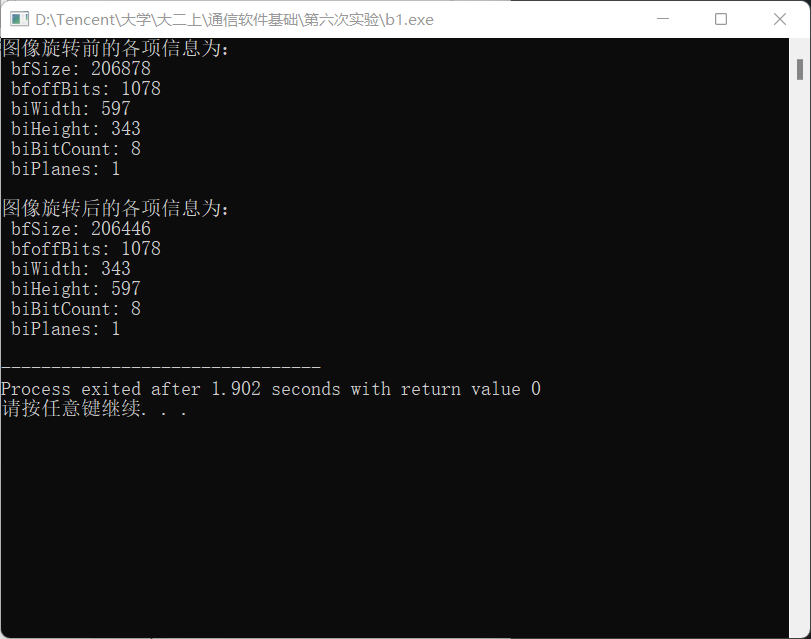 D:\Tencent\大学\大二上\通信软件基础\第六次实验\b1.exe
图像旋转前的各项信息为:
bfSize: 206878
bfoffBits: 1078
biWidth: 597
biHeight: 343
biBitCount: 8
biPlanes: 1
图像旋转后的各项信息为:
bfSize: 206446
bfoffBits: 1078
biWidth: 343
biHeight: 597
biBitCount: 8
biPlanes: 1
--------------------------------
Process exited after 1.902 seconds with return value 0
请按任意键继续. . .